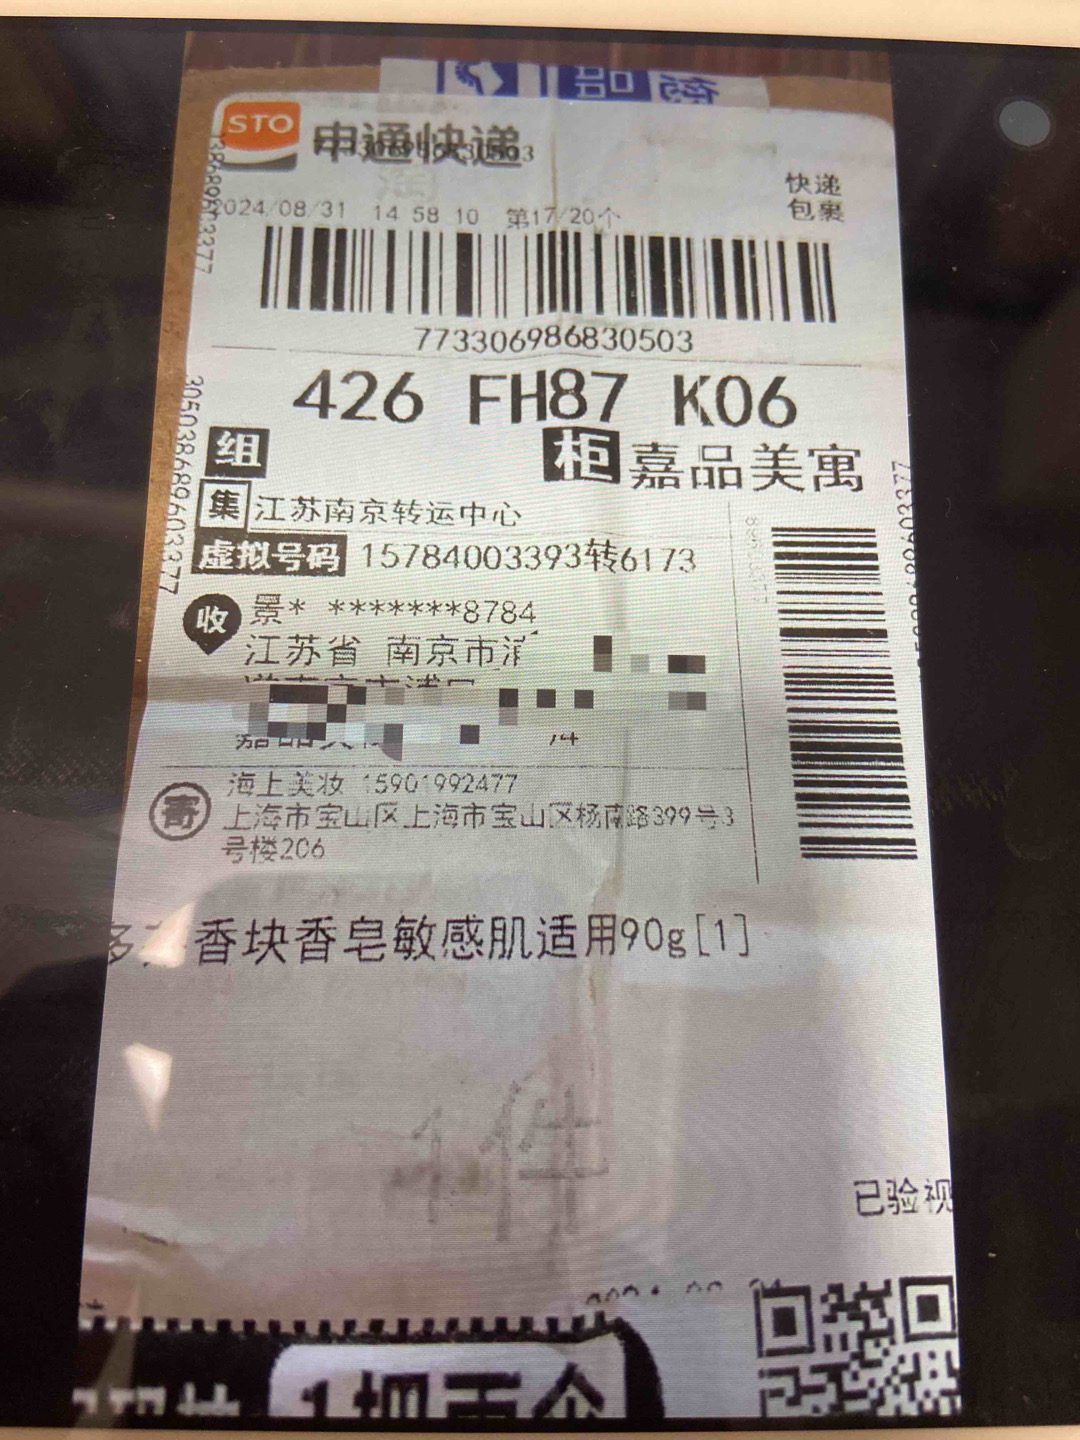 STO 申通快递
快递
包裹
2024/08/31 14 58 10 第17/20个
773306986830503
426 FH87 K06
组
柜 嘉品美寓
集 江苏南京转运中心
虚拟号码 15784003393转6173
收 景* *******8784
江苏省 南京市
寄 海上美妆 15901992477
上海市宝山区上海市宝山区杨南路399号3
号楼206
香块香皂敏感肌适用90g[1]
1件
已验视